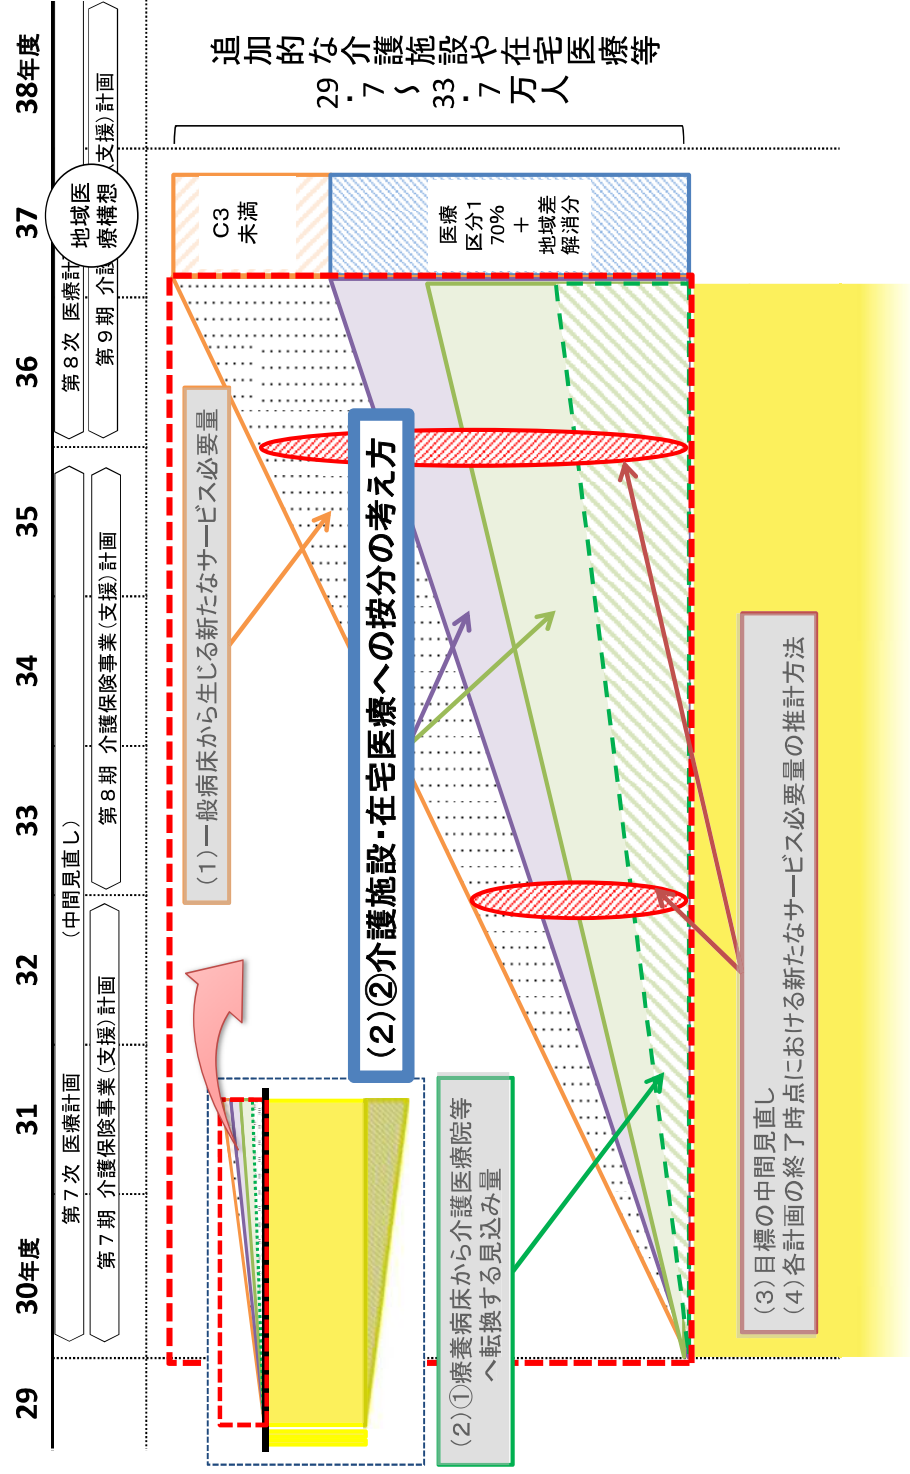 29
30年度
31
32
33
34
35
36
37
38年度
第7次 医療計画
（中間見直し）
第8次 医療計
第7期 介護保険事業（支援）計画
第8期 介護保険事業（支援）計画
第9期 介護
（支援）計画
地域医
療構想
追加的な介護施設や在宅医療等
29．7～33．7万人
（1）一般病床から生じる新たなサービス必要量
C3
未満
（2）②介護施設・在宅医療への按分の考え方
医療
区分1
70%
＋
地域差
解消分
（2）①療養病床から介護医療院等
へ転換する見込み量
（3）目標の中間見直し
（4）各計画の終了時点における新たなサービス必要量の推計方法